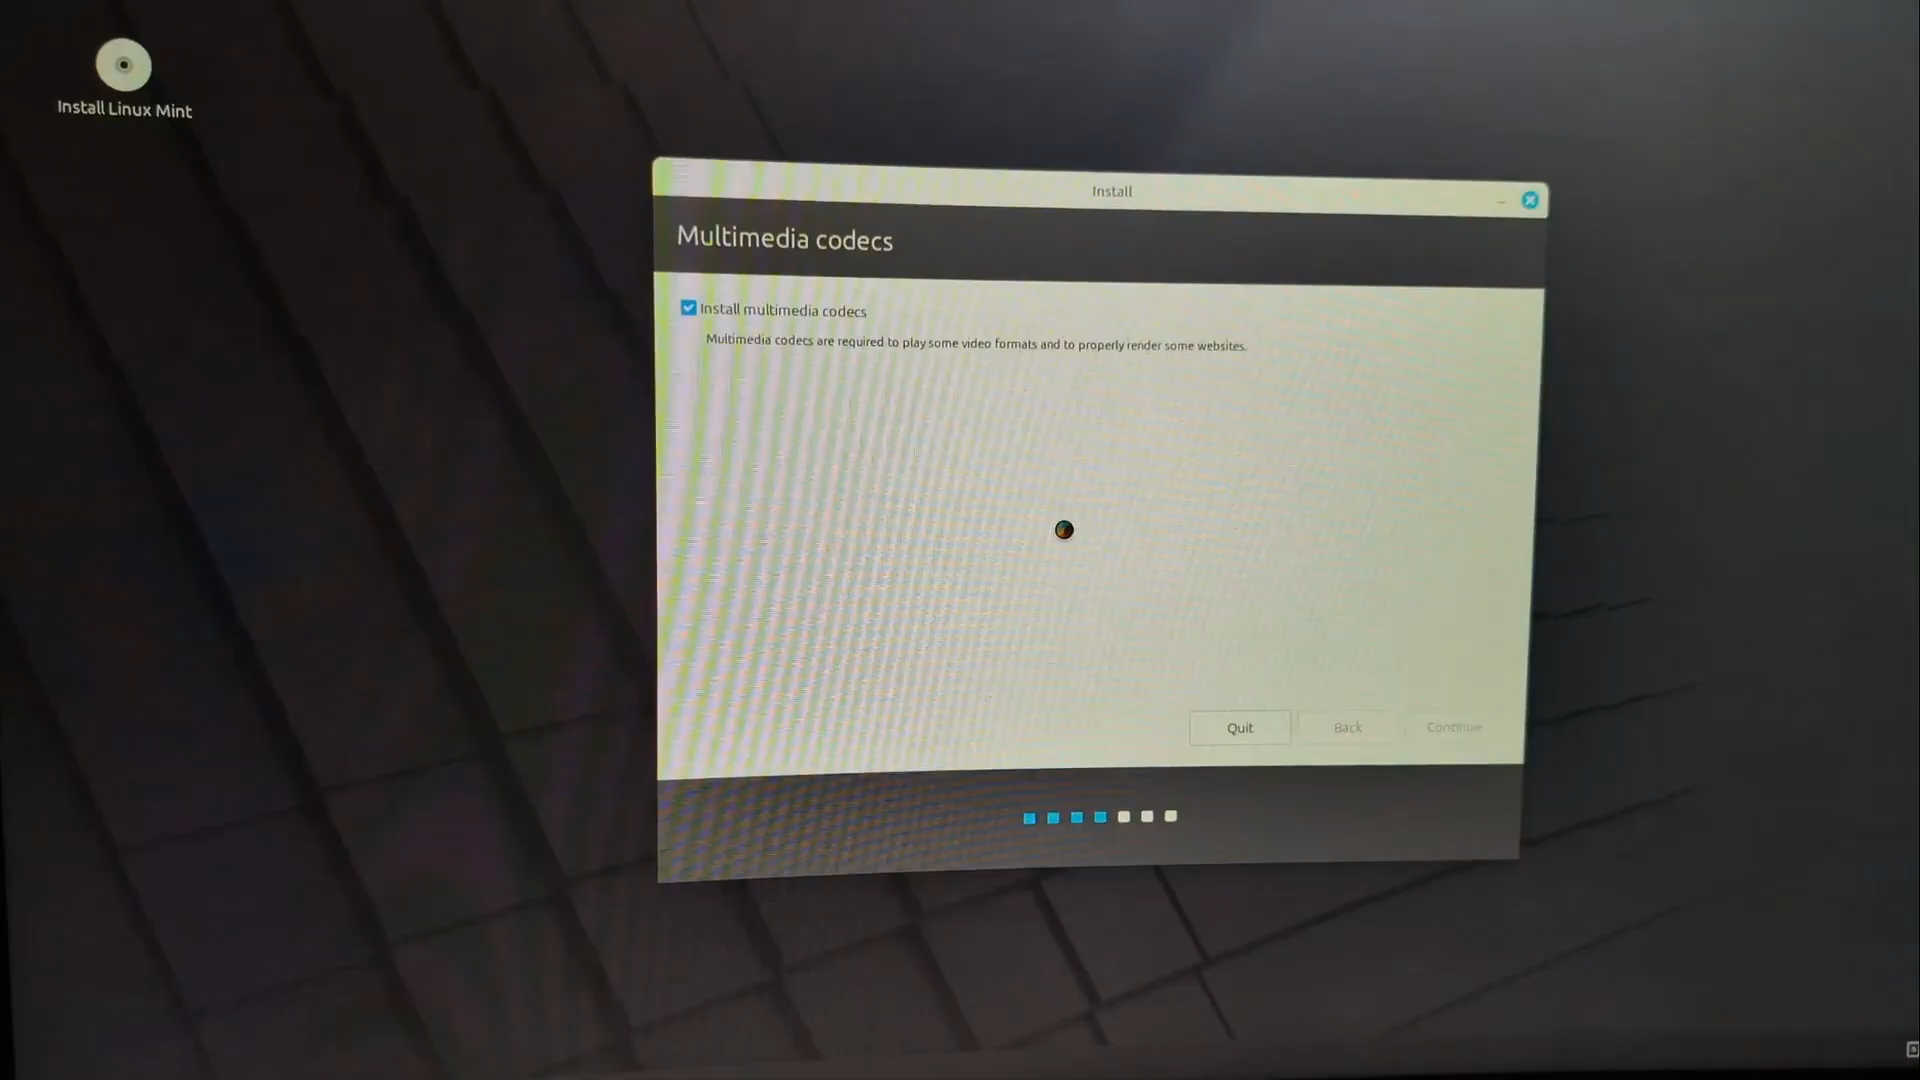 Install Linux Mint
Install
Multimedia codecs
Install multimedia codecs
Multimedia codecs are required to play some video formats and to properly render some websites.
Quit
Back
Continue